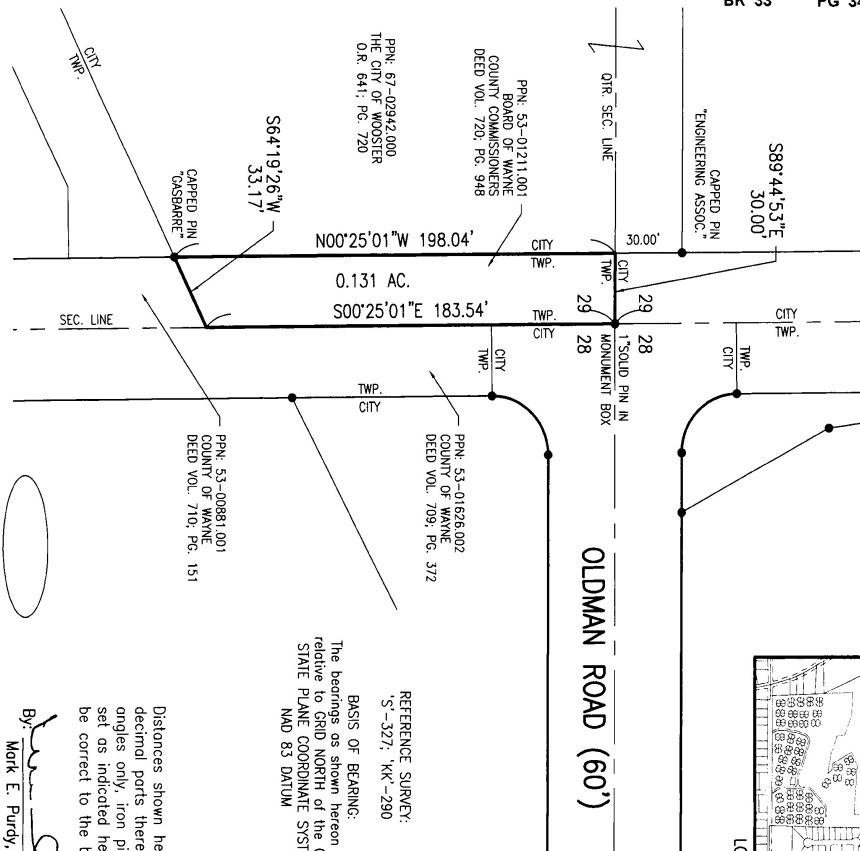 BK 33 PG 34
S89°44'53"E
30.00'
CAPPED PIN
"ENGINEERING ASSOC."
QTR. SEC. LINE
30.00'
PPN: 53-01211.001
BOARD OF WAYNE
COUNTY COMMISSIONERS
DEED VOL. 720; PG. 948
PPN: 67-02942.000
THE CITY OF WOOSTER
O.R. 641; PG. 720
CITY
TWP.
S64°19'26"W
33.17'
CAPPED PIN
"GASBARRE"
N00°25'01"W 198.04'
CITY
TWP.
CITY
TWP.
0.131 AC.
S00°25'01"E 183.54'
TWP.
CITY
29
29
28
28
CITY
TWP.
SEC. LINE
1"SOLID PIN IN
MONUMENT BOX
TWP.
CITY
CITY
TWP.
TWP.
CITY
PPN: 53-01626.002
COUNTY OF WAYNE
DEED VOL. 709; PG. 372
PPN: 53-00881.001
COUNTY OF WAYNE
DEED VOL. 710; PG. 151
OLDMAN ROAD (60')
REFERENCE SURVEY:
'S'-327; 'KK'-290
BASIS OF BEARING:
The bearings as shown hereon
relative to GRID NORTH of the
STATE PLANE COORDINATE SYST
NAD 83 DATUM
Distances shown he
decimal parts there
angles only, iron pi
set as indicated he
be correct to the b
By:
Mark E. Purdy,
LO